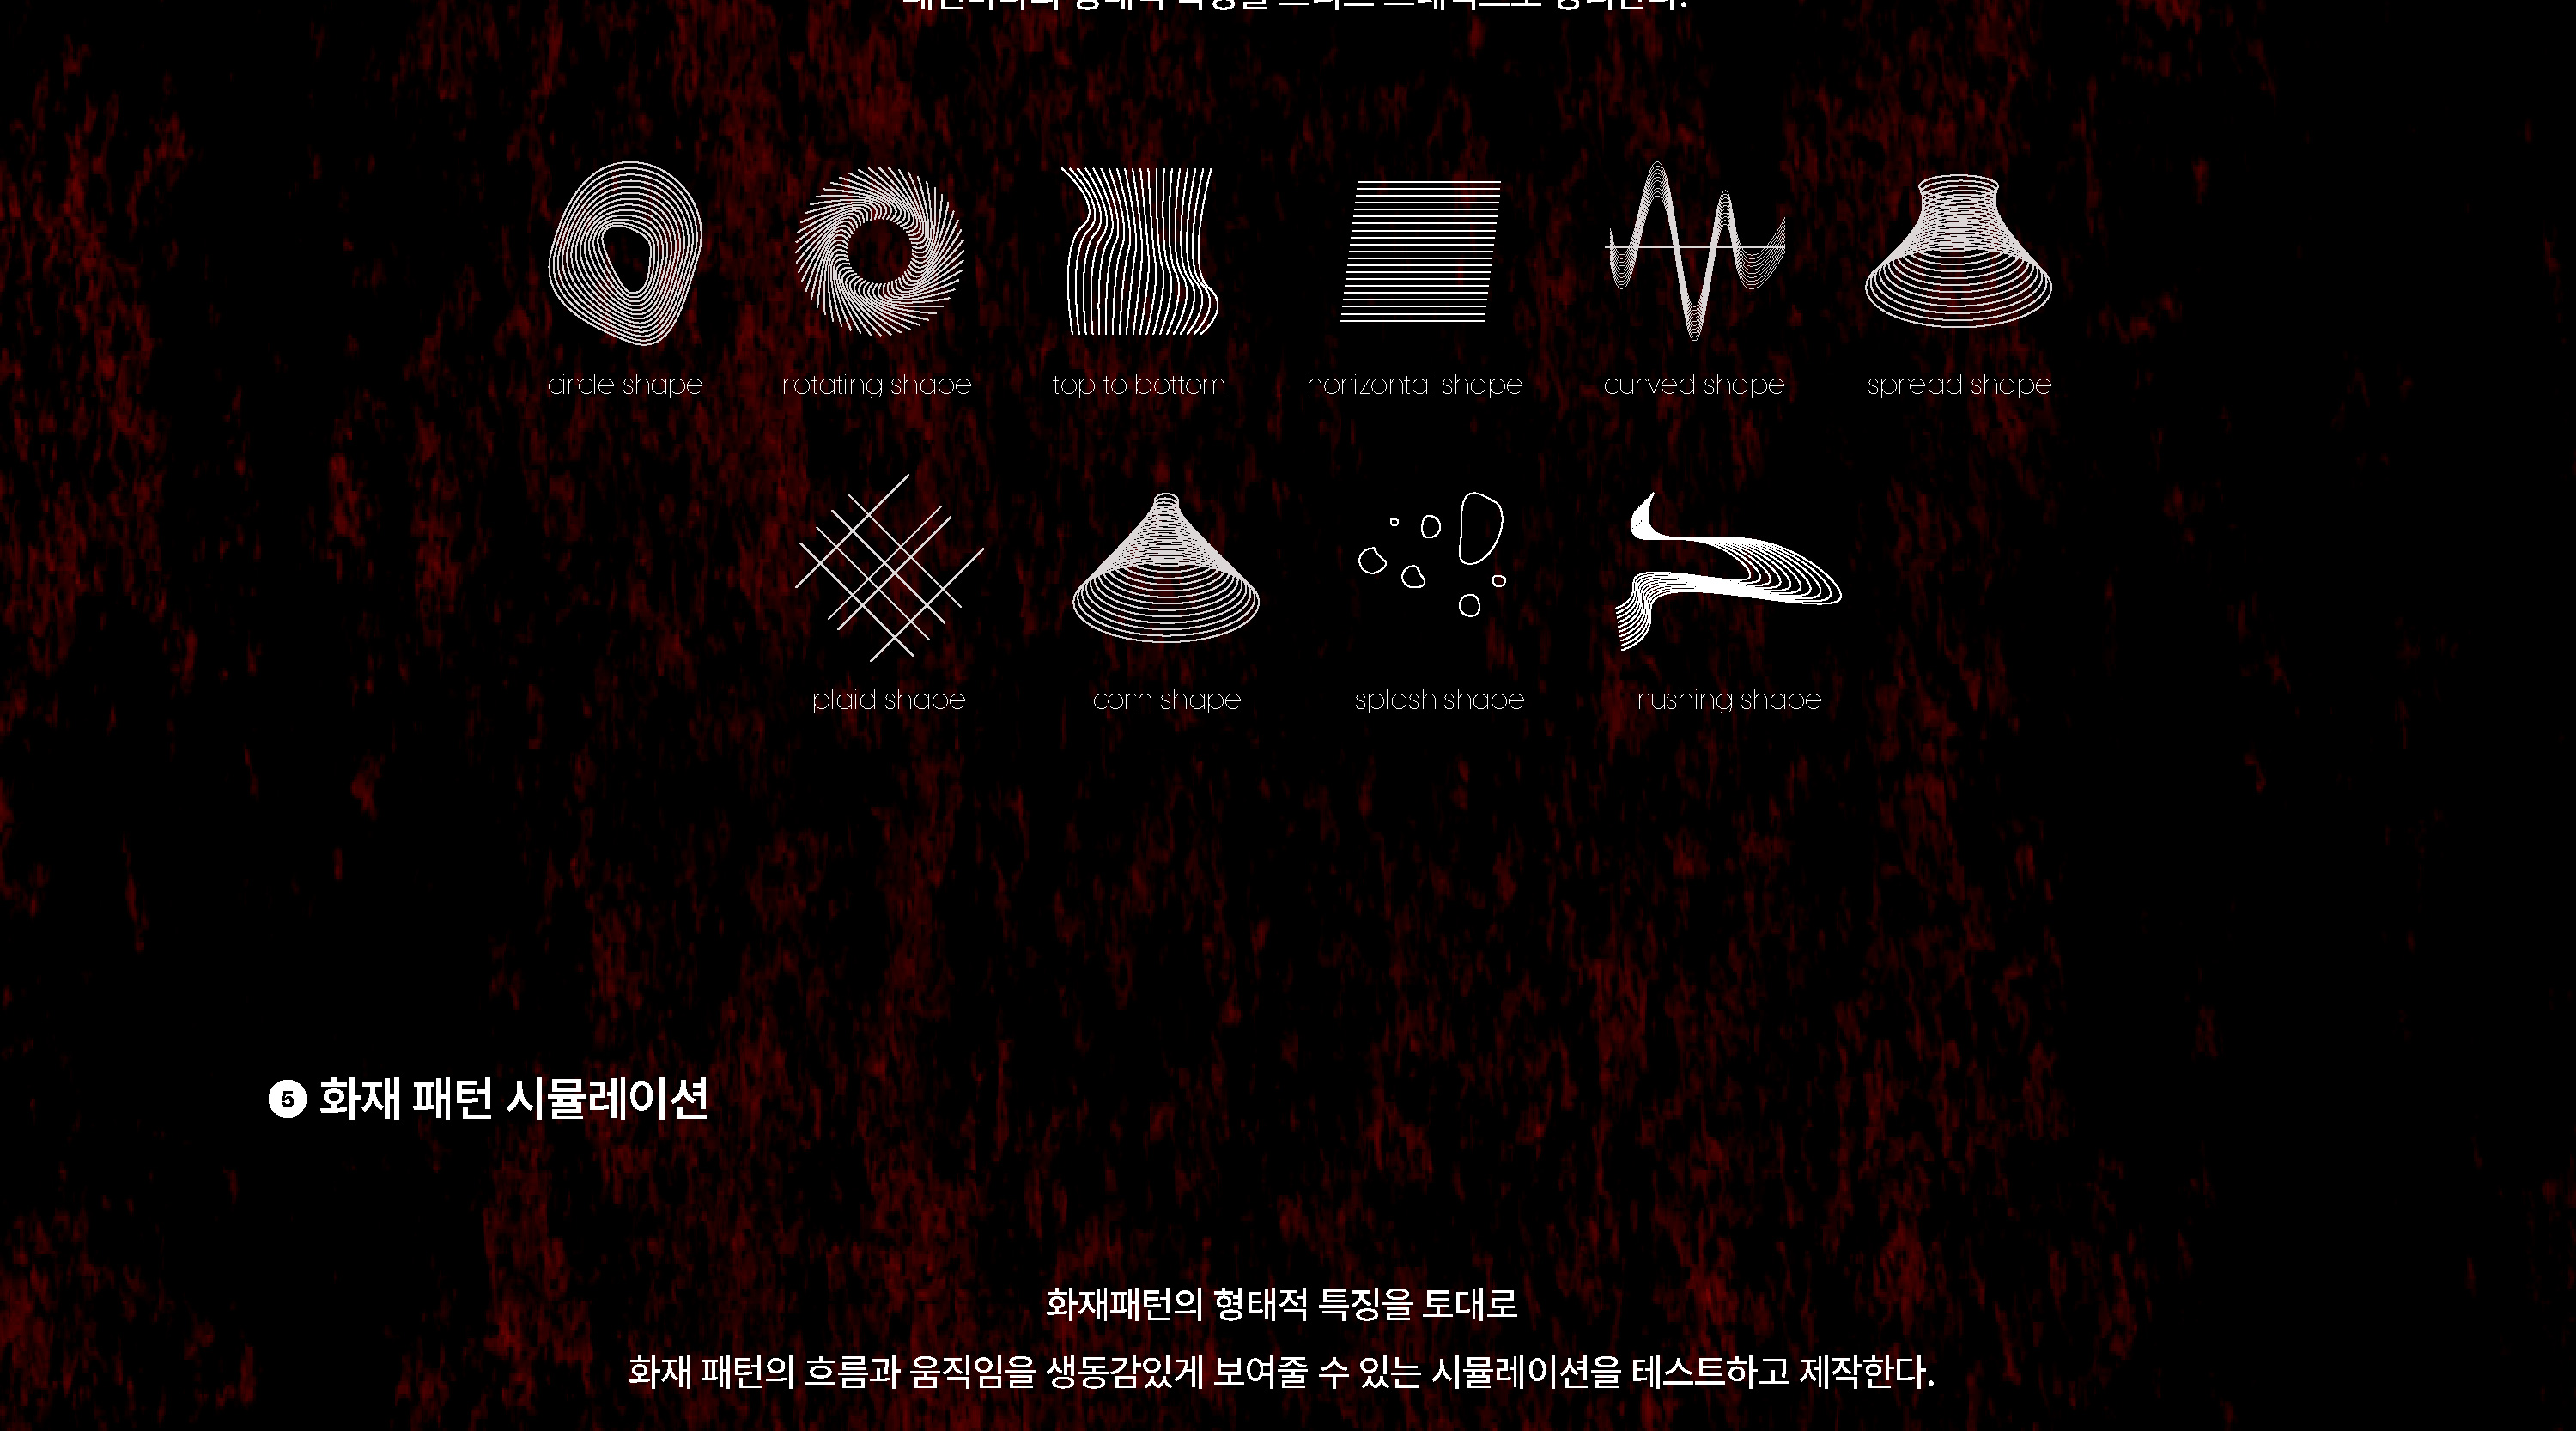 circle shape
rotating shape
top to bottom
horizontal shape
curved shape
spread shape
plaid shape
corn shape
splash shape
rushing shape
5 화재 패턴 시뮬레이션
화재패턴의 형태적 특징을 토대로
화재 패턴의 흐름과 움직임을 생동감있게 보여줄 수 있는 시뮬레이션을 테스트하고 제작한다.